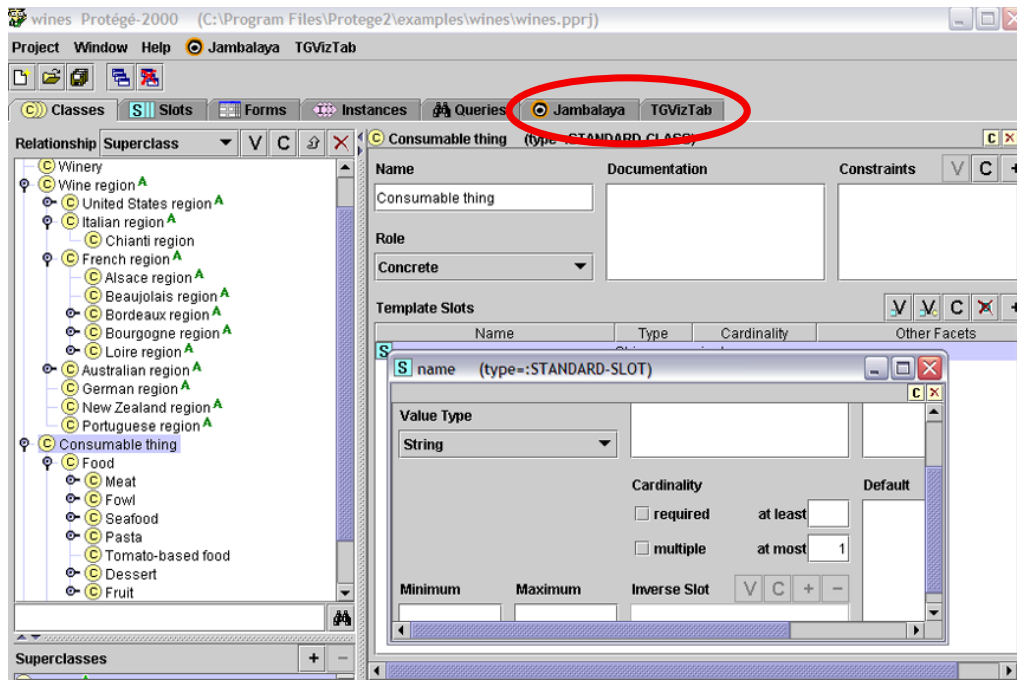 wines Protégé-2000 (C:\Program Files\Protege2\examples\wines\wines.pprj)
Project Window Help Jambalaya TGVizTab
C Classes S Slots Forms Instances Queries Jambalaya TGVizTab
Relationship Superclass V C
C Consumable thing (type=:STANDARD-CLASS) C
C Winery
C Wine region A
C United States region A
C Italian region A
C Chianti region
C French region A
C Alsace region A
C Beaujolais region A
C Bordeaux region A
C Bourgogne region A
C Loire region A
C Australian region A
C German region A
C New Zealand region A
C Portuguese region A
C Consumable thing
C Food
C Meat
C Fowl
C Seafood
C Pasta
C Tomato-based food
C Dessert
C Fruit
Superclasses + −
Name Documentation Constraints V C +
Consumable thing
Role
Concrete
Template Slots V V C +
Name Type Cardinality Other Facets
S
S name (type=:STANDARD-SLOT)
C
Value Type
String
Cardinality Default
required at least
multiple at most 1
Minimum Maximum Inverse Slot V C + −